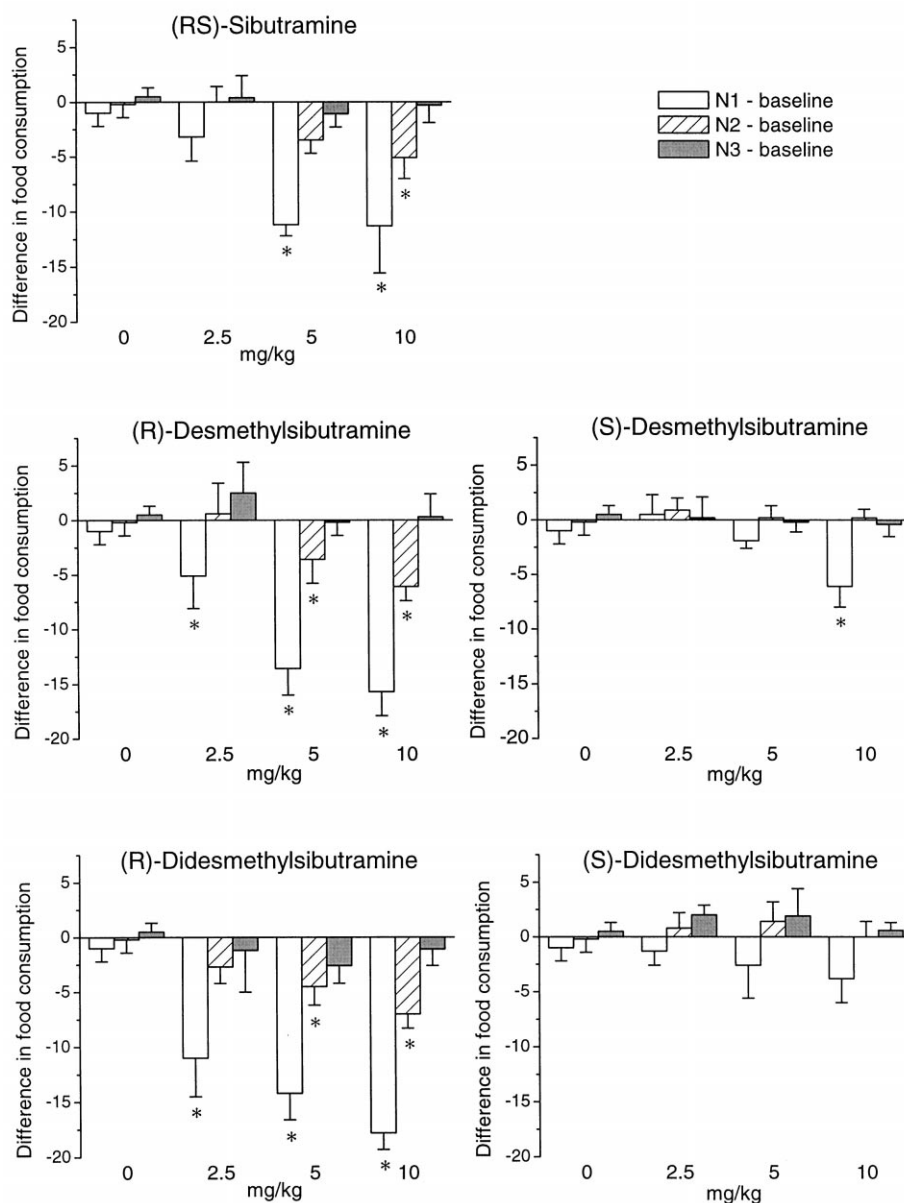 (RS)-Sibutramine
Difference in food consumption
5
0
-5
-10
-15
-20
* * *
0 2.5 5 10
mg/kg
N1 - baseline
N2 - baseline
N3 - baseline
(R)-Desmethylsibutramine
Difference in food consumption
5
0
-5
-10
-15
-20
* * * * *
0 2.5 5 10
mg/kg
(S)-Desmethylsibutramine
Difference in food consumption
5
0
-5
-10
-15
-20
*
0 2.5 5 10
mg/kg
(R)-Didesmethylsibutramine
Difference in food consumption
5
0
-5
-10
-15
-20
* * * * *
0 2.5 5 10
mg/kg
(S)-Didesmethylsibutramine
Difference in food consumption
5
0
-5
-10
-15
-20
0 2.5 5 10
mg/kg